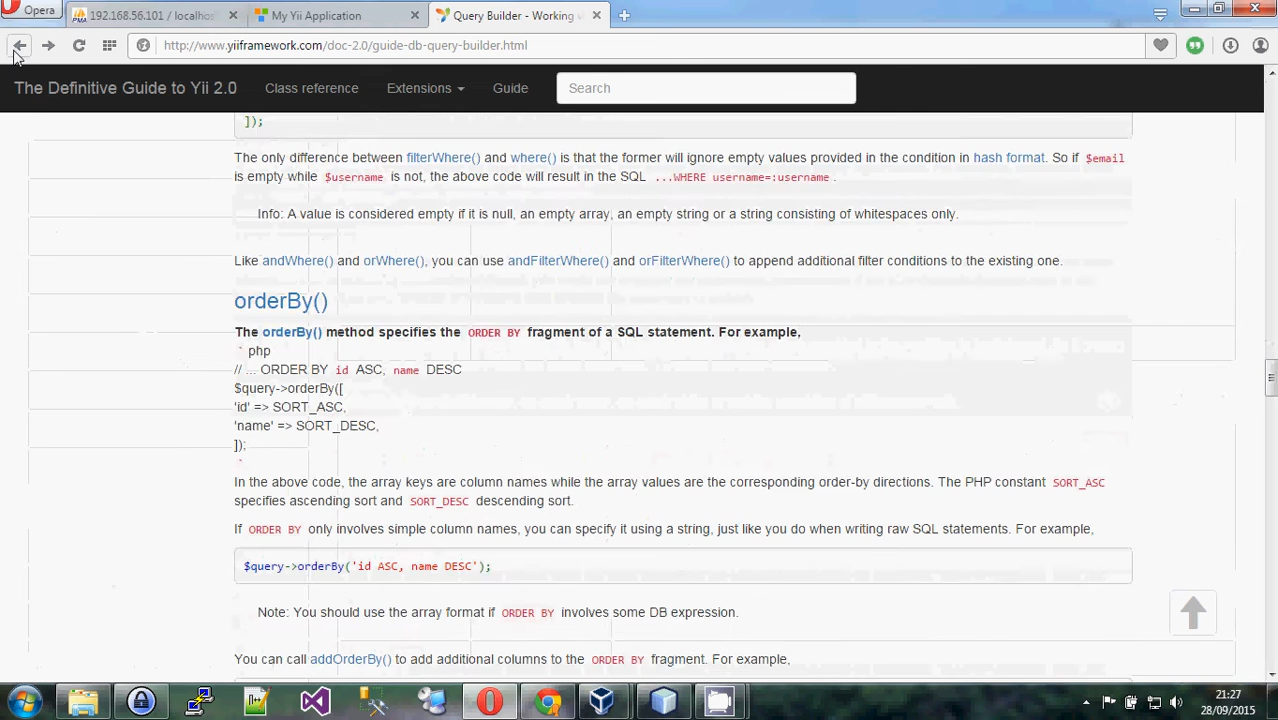 Opera
192.168.56.101 / localhos
My Yii Application
Query Builder - Working
http://www.yiiframework.com/doc-2.0/guide-db-query-builder.html
The Definitive Guide to Yii 2.0
Class reference
Extensions
Guide
Search
]);
The only difference between filterWhere() and where() is that the former will ignore empty values provided in the condition in hash format. So if $email
is empty while $username is not, the above code will result in the SQL ...WHERE username=:username.
Info: A value is considered empty if it is null, an empty array, an empty string or a string consisting of whitespaces only.
Like andWhere() and orWhere(), you can use andFilterWhere() and orFilterWhere() to append additional filter conditions to the existing one.
orderBy()
The orderBy() method specifies the ORDER BY fragment of a SQL statement. For example,
` php
// ... ORDER BY id ASC, name DESC
$query->orderBy([
'id' => SORT_ASC,
'name' => SORT_DESC,
]);
`
In the above code, the array keys are column names while the array values are the corresponding order-by directions. The PHP constant SORT_ASC
specifies ascending sort and SORT_DESC descending sort.
If ORDER BY only involves simple column names, you can specify it using a string, just like you do when writing raw SQL statements. For example,
$query->orderBy('id ASC, name DESC');
Note: You should use the array format if ORDER BY involves some DB expression.
You can call addOrderBy() to add additional columns to the ORDER BY fragment. For example,
21:27
28/09/2015